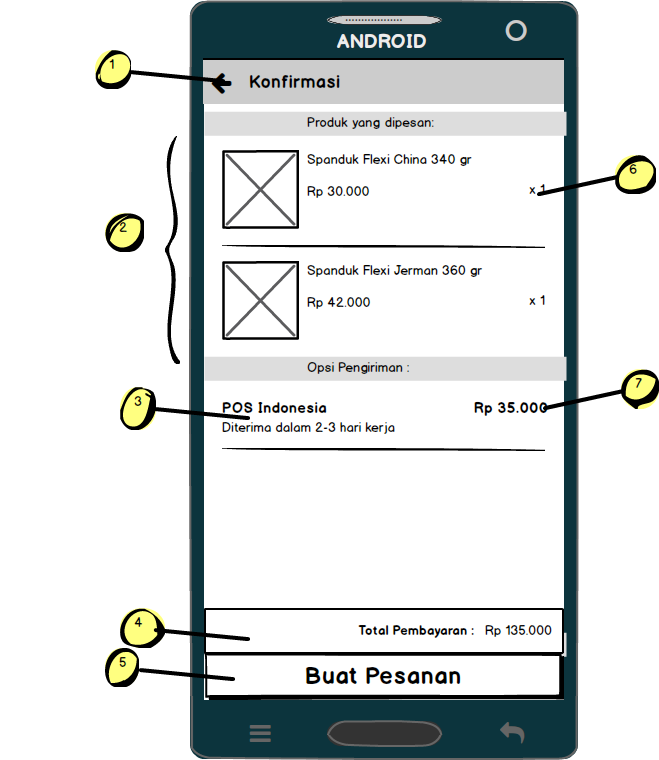 ANDROID
1
Konfirmasi
Produk yang dipesan:
Spanduk Flexi China 340 gr
6
Rp 30.000 x 1
2
Spanduk Flexi Jerman 360 gr
Rp 42.000 x 1
Opsi Pengiriman :
7
3
POS Indonesia Rp 35.000
Diterima dalam 2-3 hari kerja
4
Total Pembayaran : Rp 135.000
5
Buat Pesanan